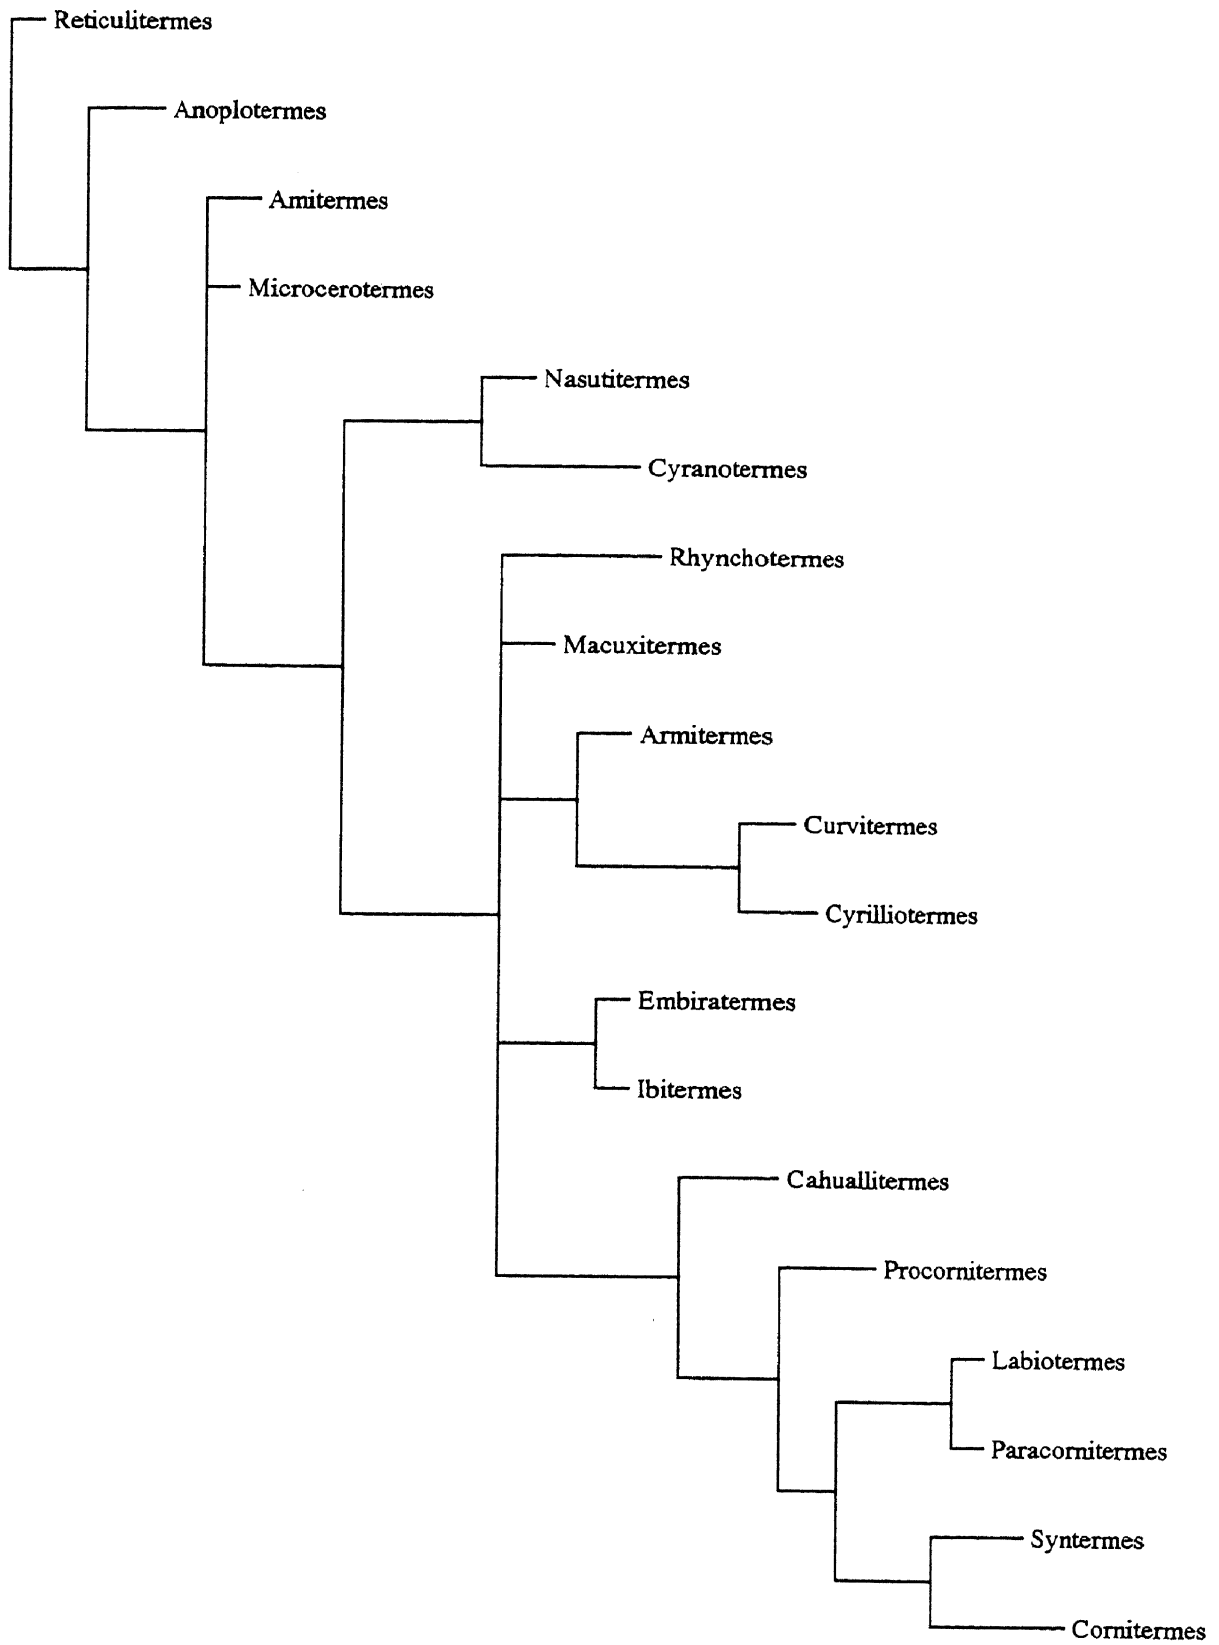 Reticulitermes
Anoplotermes
Amitermes
Microcerotermes
Nasutitermes
Cyranotermes
Rhynchotermes
Macuxitermes
Armitermes
Curvitermes
Cyrilliotermes
Embiratermes
Ibitermes
Cahuallitermes
Procornitermes
Labiotermes
Paracornitermes
Syntermes
Cornitermes